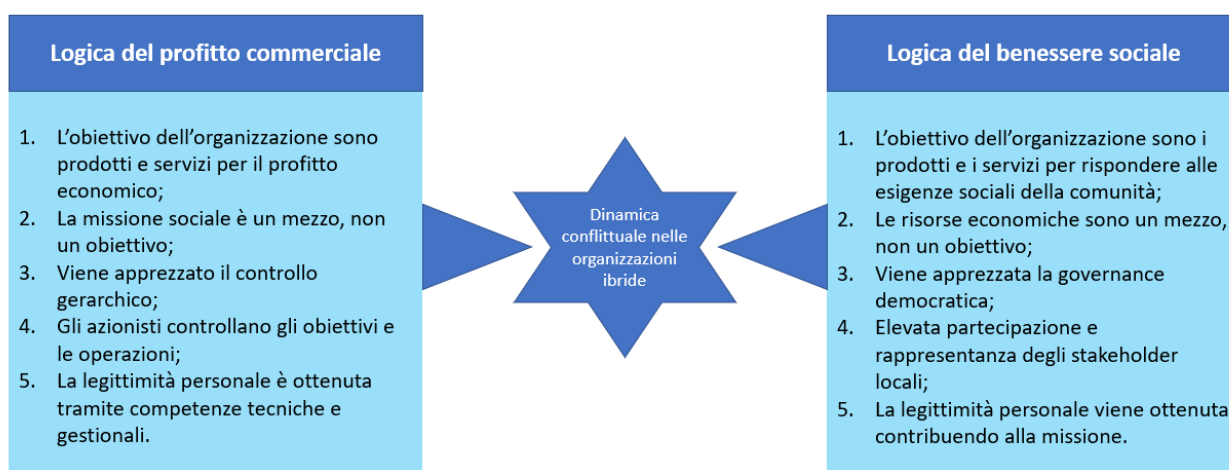 Logica del profitto commerciale
1. L'obiettivo dell'organizzazione sono
prodotti e servizi per il profitto
economico;
2. La missione sociale è un mezzo, non
un obiettivo;
3. Viene apprezzato il controllo
gerarchico;
4. Gli azionisti controllano gli obiettivi e
le operazioni;
5. La legittimità personale è ottenuta
tramite competenze tecniche e
gestionali.
Dinamica
conflittuale nelle
organizzazioni
ibride
Logica del benessere sociale
1. L'obiettivo dell'organizzazione sono i
prodotti e i servizi per rispondere alle
esigenze sociali della comunità;
2. Le risorse economiche sono un mezzo,
non un obiettivo;
3. Viene apprezzata la governance
democratica;
4. Elevata partecipazione e
rappresentanza degli stakeholder
locali;
5. La legittimità personale viene ottenuta
contribuendo alla missione.